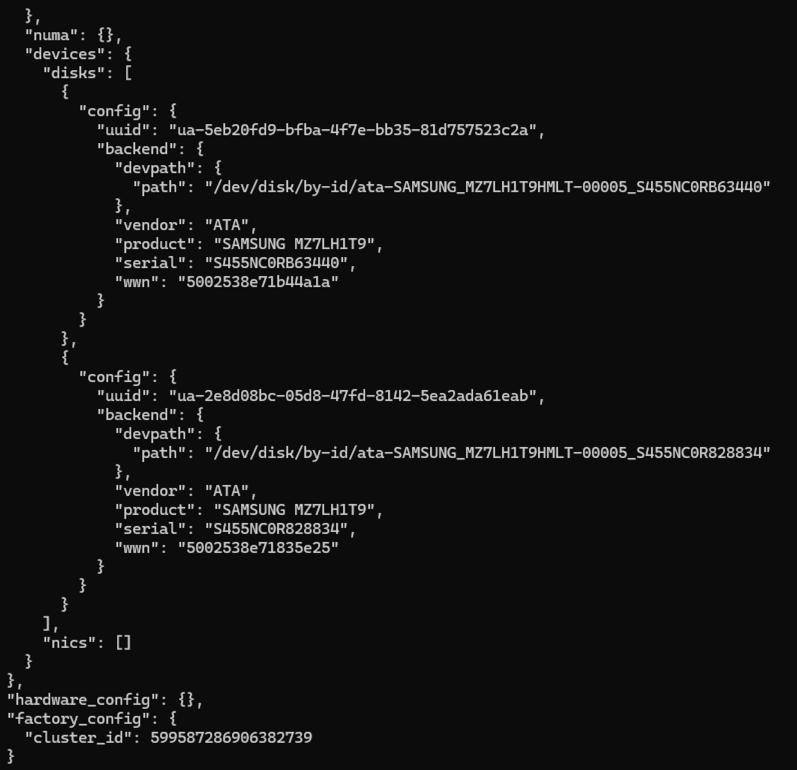 },
  "numa": {},
  "devices": {
    "disks": [
      {
        "config": {
          "uuid": "ua-5eb20fd9-bfba-4f7e-bb35-81d757523c2a",
          "backend": {
            "devpath": {
              "path": "/dev/disk/by-id/ata-SAMSUNG_MZ7LH1T9HMLT-00005_S455NC0RB63440"
            },
            "vendor": "ATA",
            "product": "SAMSUNG MZ7LH1T9",
            "serial": "S455NC0RB63440",
            "wwn": "5002538e71b44a1a"
          }
        }
      },
      {
        "config": {
          "uuid": "ua-2e8d08bc-05d8-47fd-8142-5ea2ada61eab",
          "backend": {
            "devpath": {
              "path": "/dev/disk/by-id/ata-SAMSUNG_MZ7LH1T9HMLT-00005_S455NC0R828834"
            },
            "vendor": "ATA",
            "product": "SAMSUNG MZ7LH1T9",
            "serial": "S455NC0R828834",
            "wwn": "5002538e71835e25"
          }
        }
      }
    ],
    "nics": []
  }
},
"hardware_config": {},
"factory_config": {
  "cluster_id": 599587286906382739
}